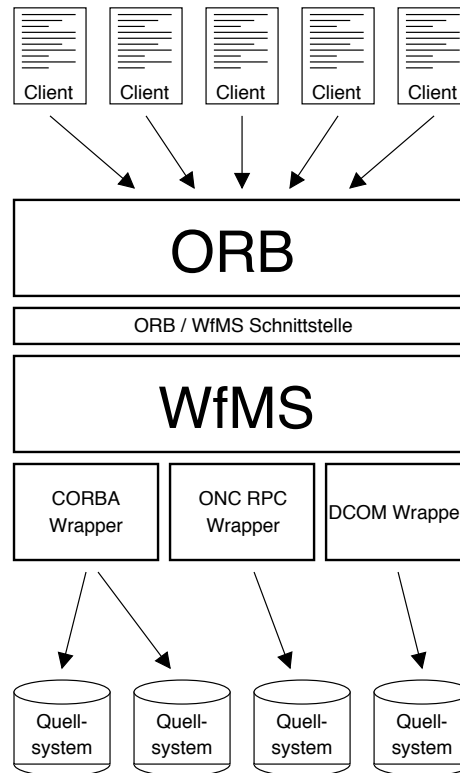 Client Client Client Client Client
ORB
ORB / WfMS Schnittstelle
WfMS
CORBA
Wrapper
ONC RPC
Wrapper
DCOM Wrappe
Quell-
system
Quell-
system
Quell-
system
Quell-
system